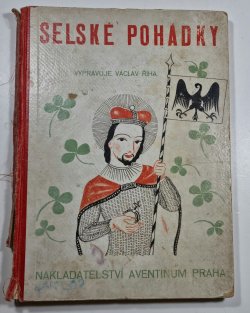 SELSKÉ POHÁDKY
VYPRAVUJE VÁCLAV ŘÍHA
NAKLADATELSTVÍ AVENTINUM PRAHA